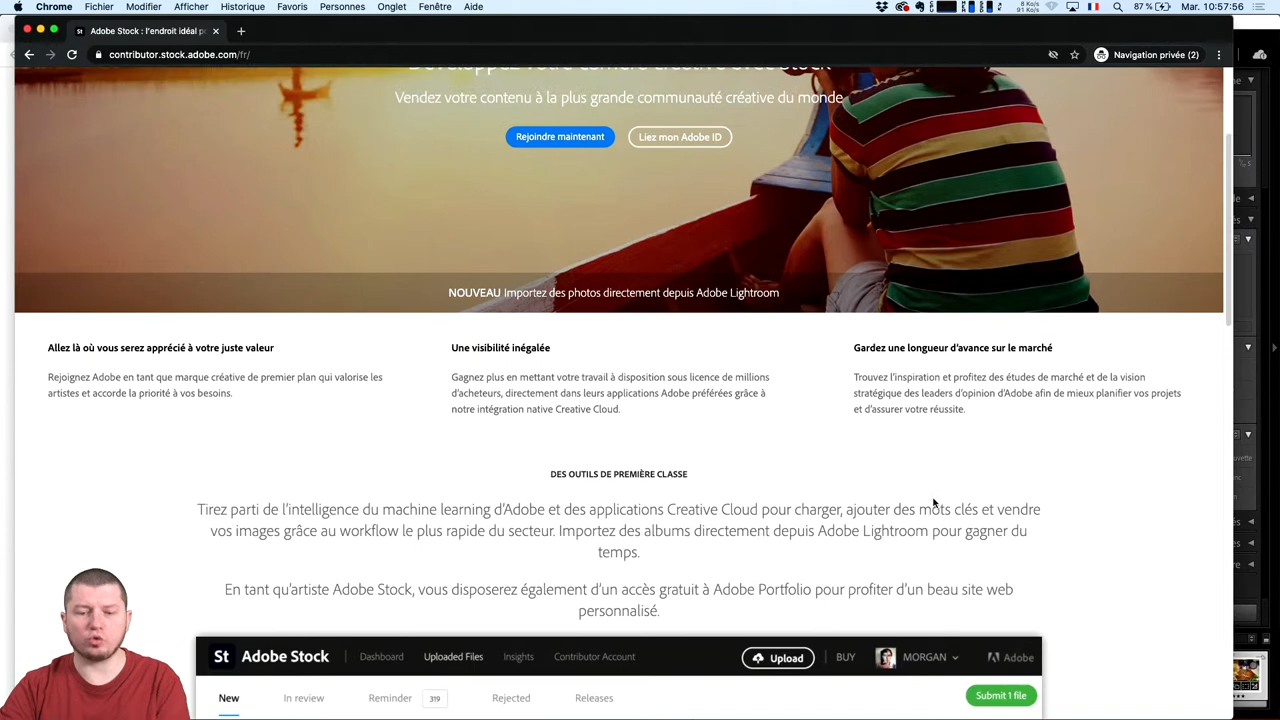 Chrome Fichier Modifier Afficher Historique Favoris Personnes Onglet Fenêtre Aide
8 Ko/s
91 Ko/s
87 % Mar. 10:57:56
St Adobe Stock : l'endroit idéal po
contributor.stock.adobe.com/fr/
Navigation privée (2)
Développez votre carrière créative avec Stock
Vendez votre contenu à la plus grande communauté créative du monde
Rejoindre maintenant Liez mon Adobe ID
NOUVEAU Importez des photos directement depuis Adobe Lightroom
Allez là où vous serez apprécié à votre juste valeur
Rejoignez Adobe en tant que marque créative de premier plan qui valorise les
artistes et accorde la priorité à vos besoins.
Une visibilité inégalée
Gagnez plus en mettant votre travail à disposition sous licence de millions
d'acheteurs, directement dans leurs applications Adobe préférées grâce à
notre intégration native Creative Cloud.
Gardez une longueur d'avance sur le marché
Trouvez l'inspiration et profitez des études de marché et de la vision
stratégique des leaders d'opinion d'Adobe afin de mieux planifier vos projets
et d'assurer votre réussite.
DES OUTILS DE PREMIÈRE CLASSE
Tirez parti de l'intelligence du machine learning d'Adobe et des applications Creative Cloud pour charger, ajouter des mots clés et vendre
vos images grâce au workflow le plus rapide du secteur. Importez des albums directement depuis Adobe Lightroom pour gagner du
temps.
En tant qu'artiste Adobe Stock, vous disposerez également d'un accès gratuit à Adobe Portfolio pour profiter d'un beau site web
personnalisé.
St Adobe Stock Dashboard Uploaded Files Insights Contributor Account Upload BUY MORGAN Adobe
New In review Reminder 319 Rejected Releases Submit 1 file